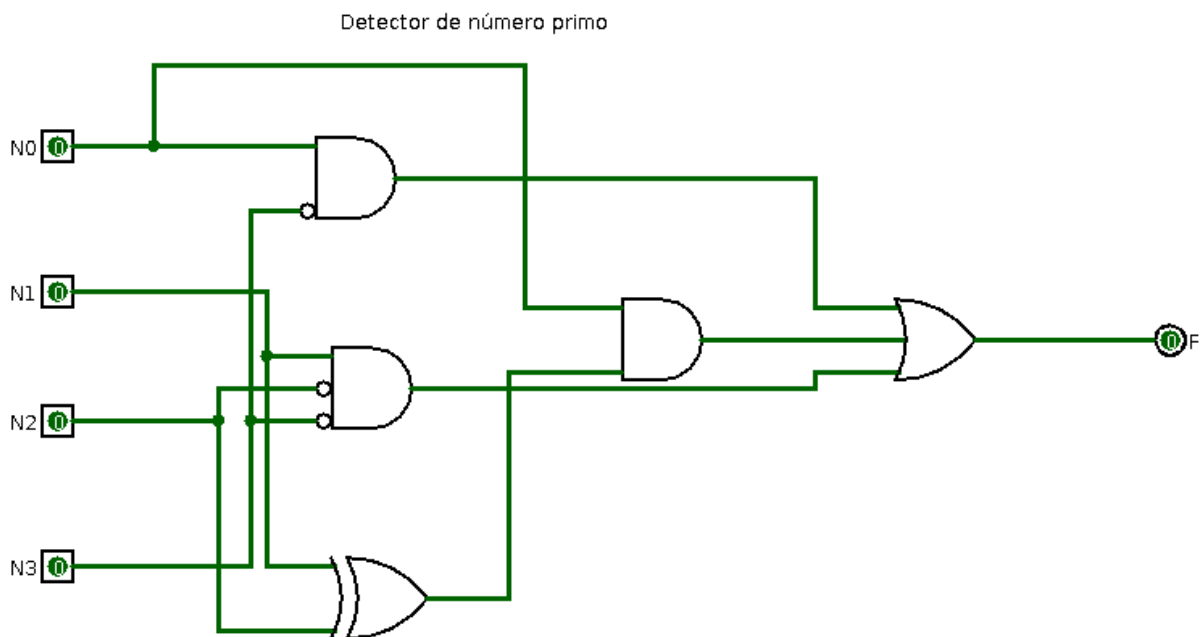 Detector de número primo
N0 0
N1 0
N2 0
N3 0
0 F